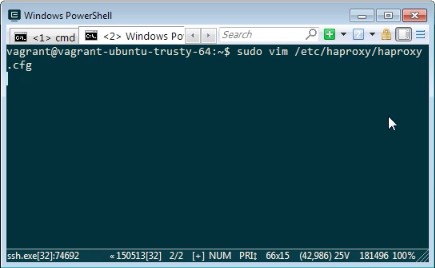 Windows PowerShell
<1> cmd
<2> Windows Po
Search
vagrant@vagrant-ubuntu-trusty-64:~$ sudo vim /etc/haproxy/haproxy
.cfg
ssh.exe[32]:74692 « 150513[32] 2/2 [+] NUM PRI‡ 66x15 (42,986) 25V 181496 100%